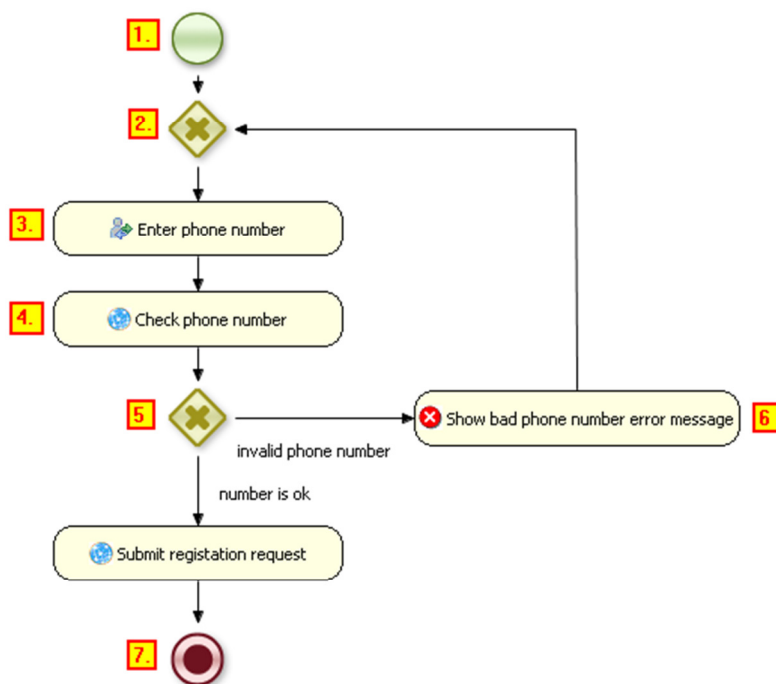 1.
2.
3.
Enter phone number
4.
Check phone number
5
Show bad phone number error message
6
invalid phone number
number is ok
Submit registation request
7.